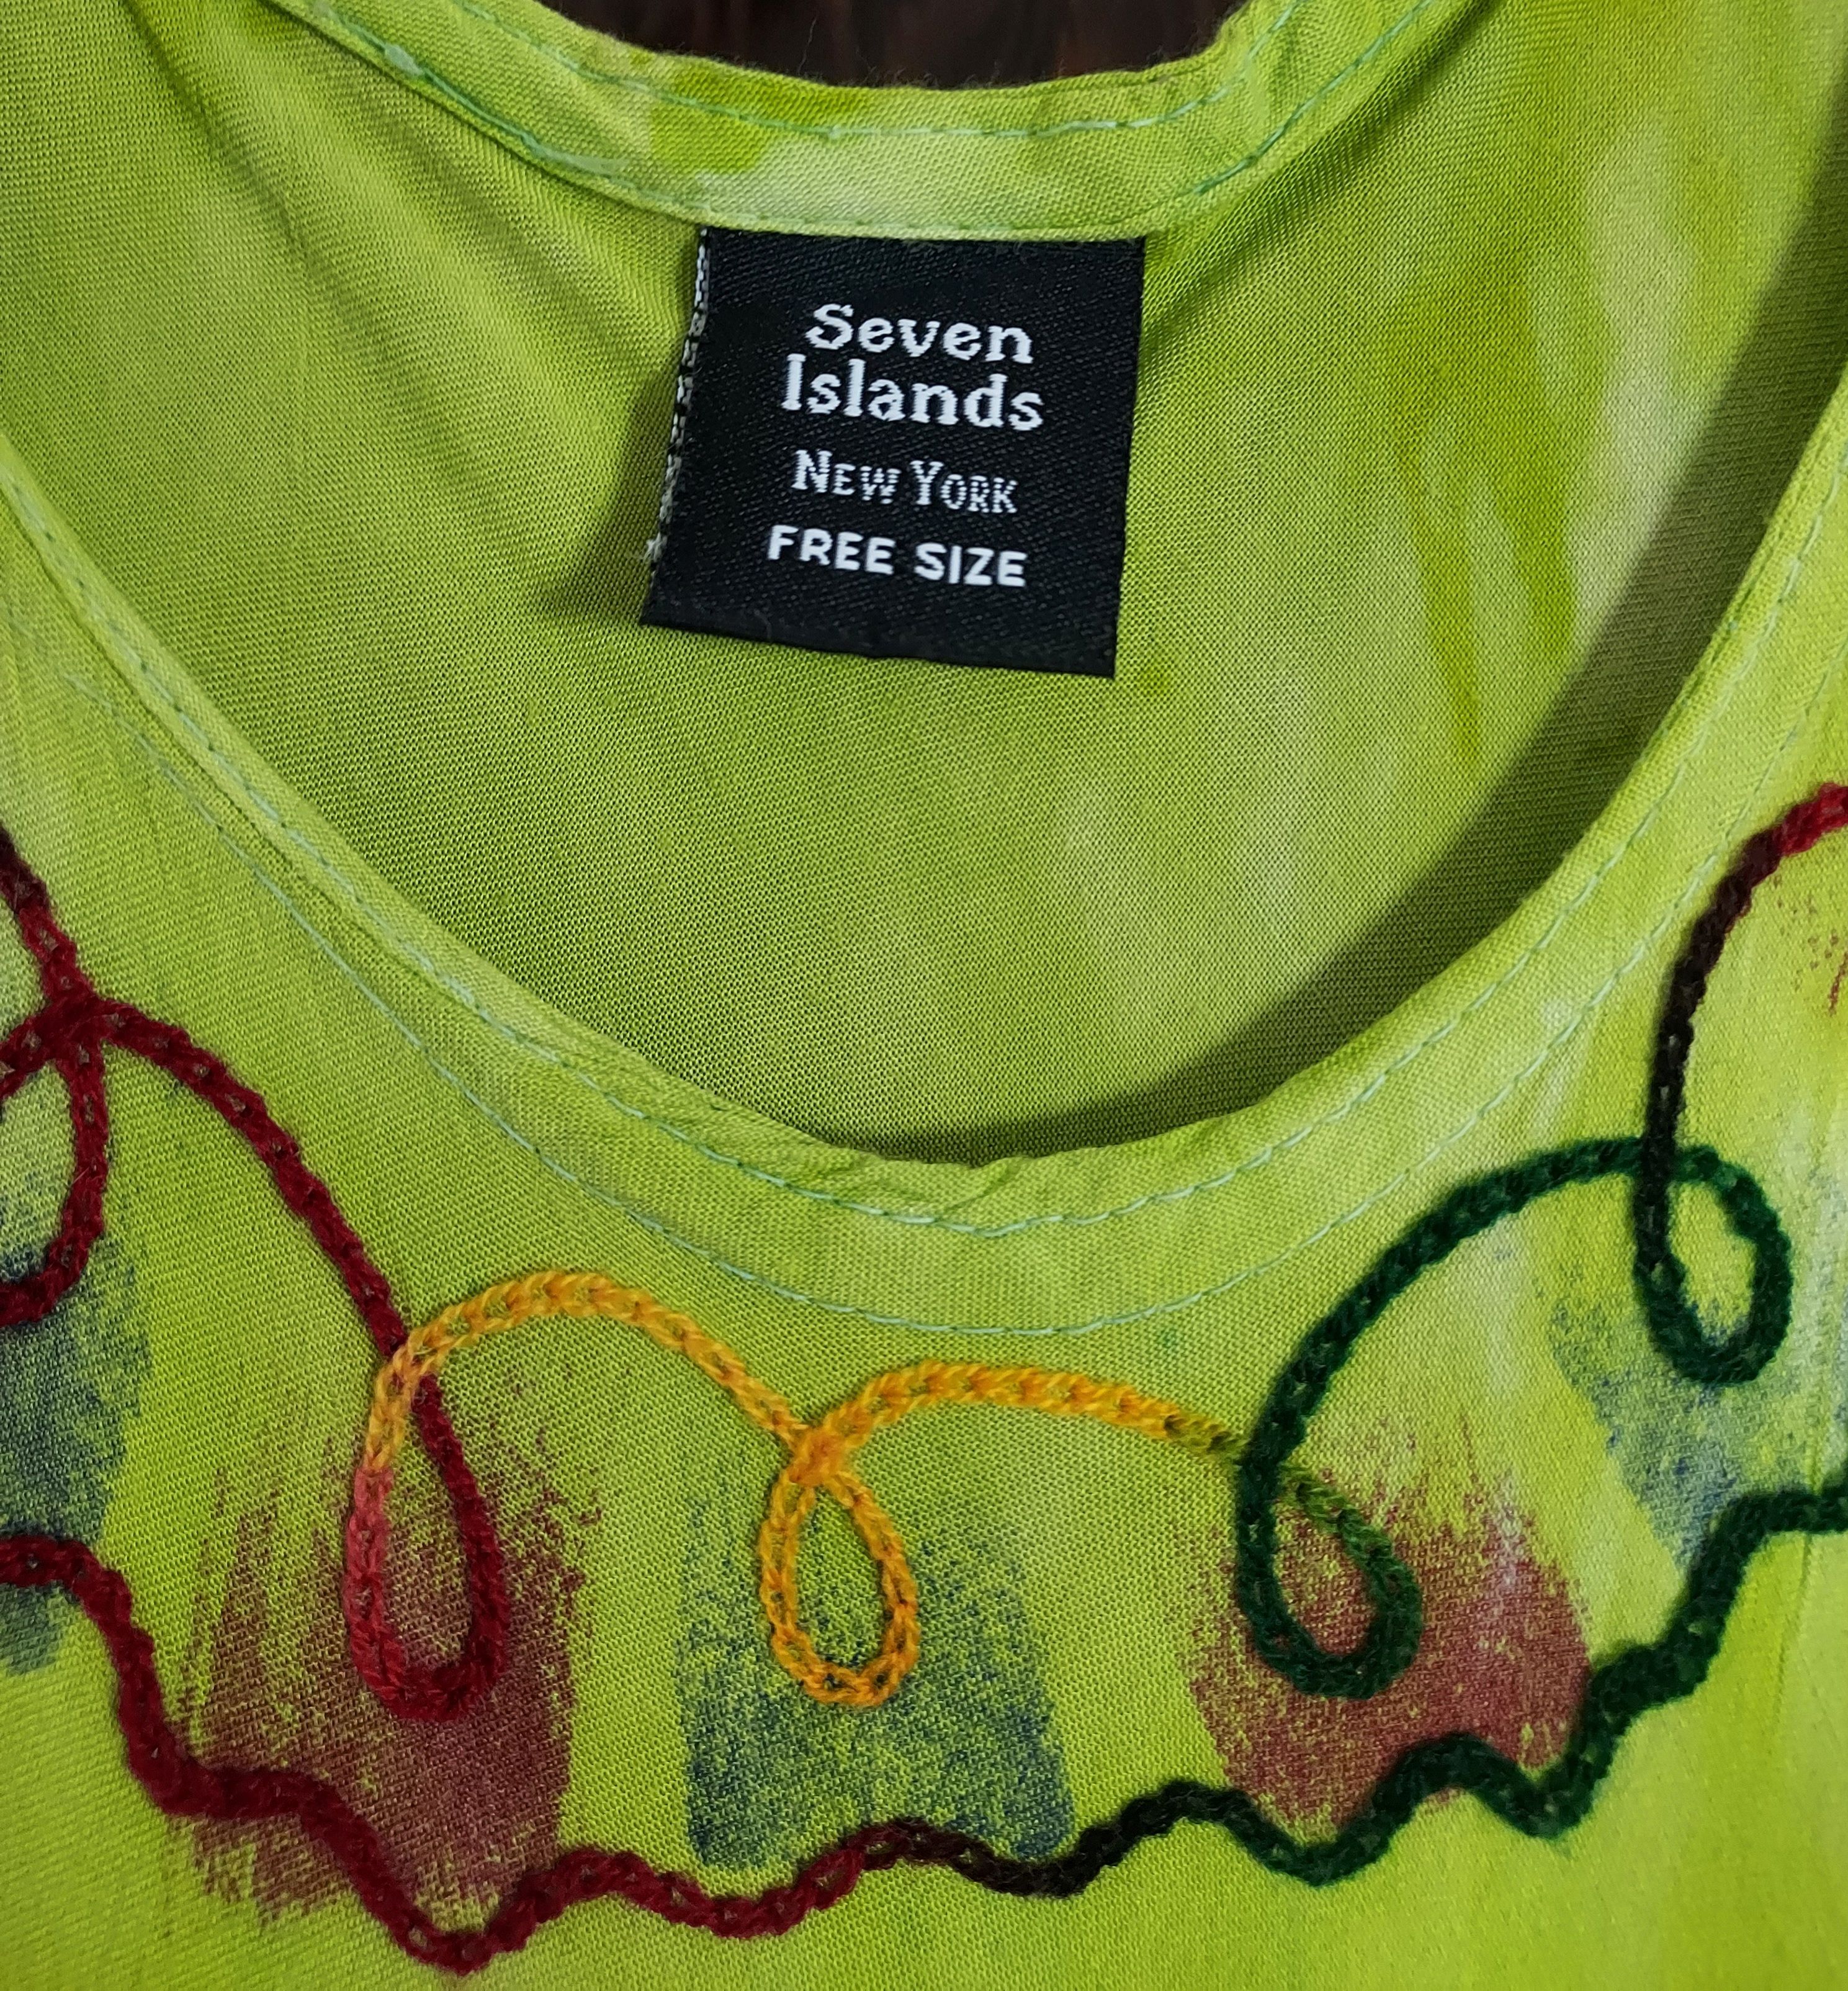 Seven
Islands
NEW YORK
FREE SIZE